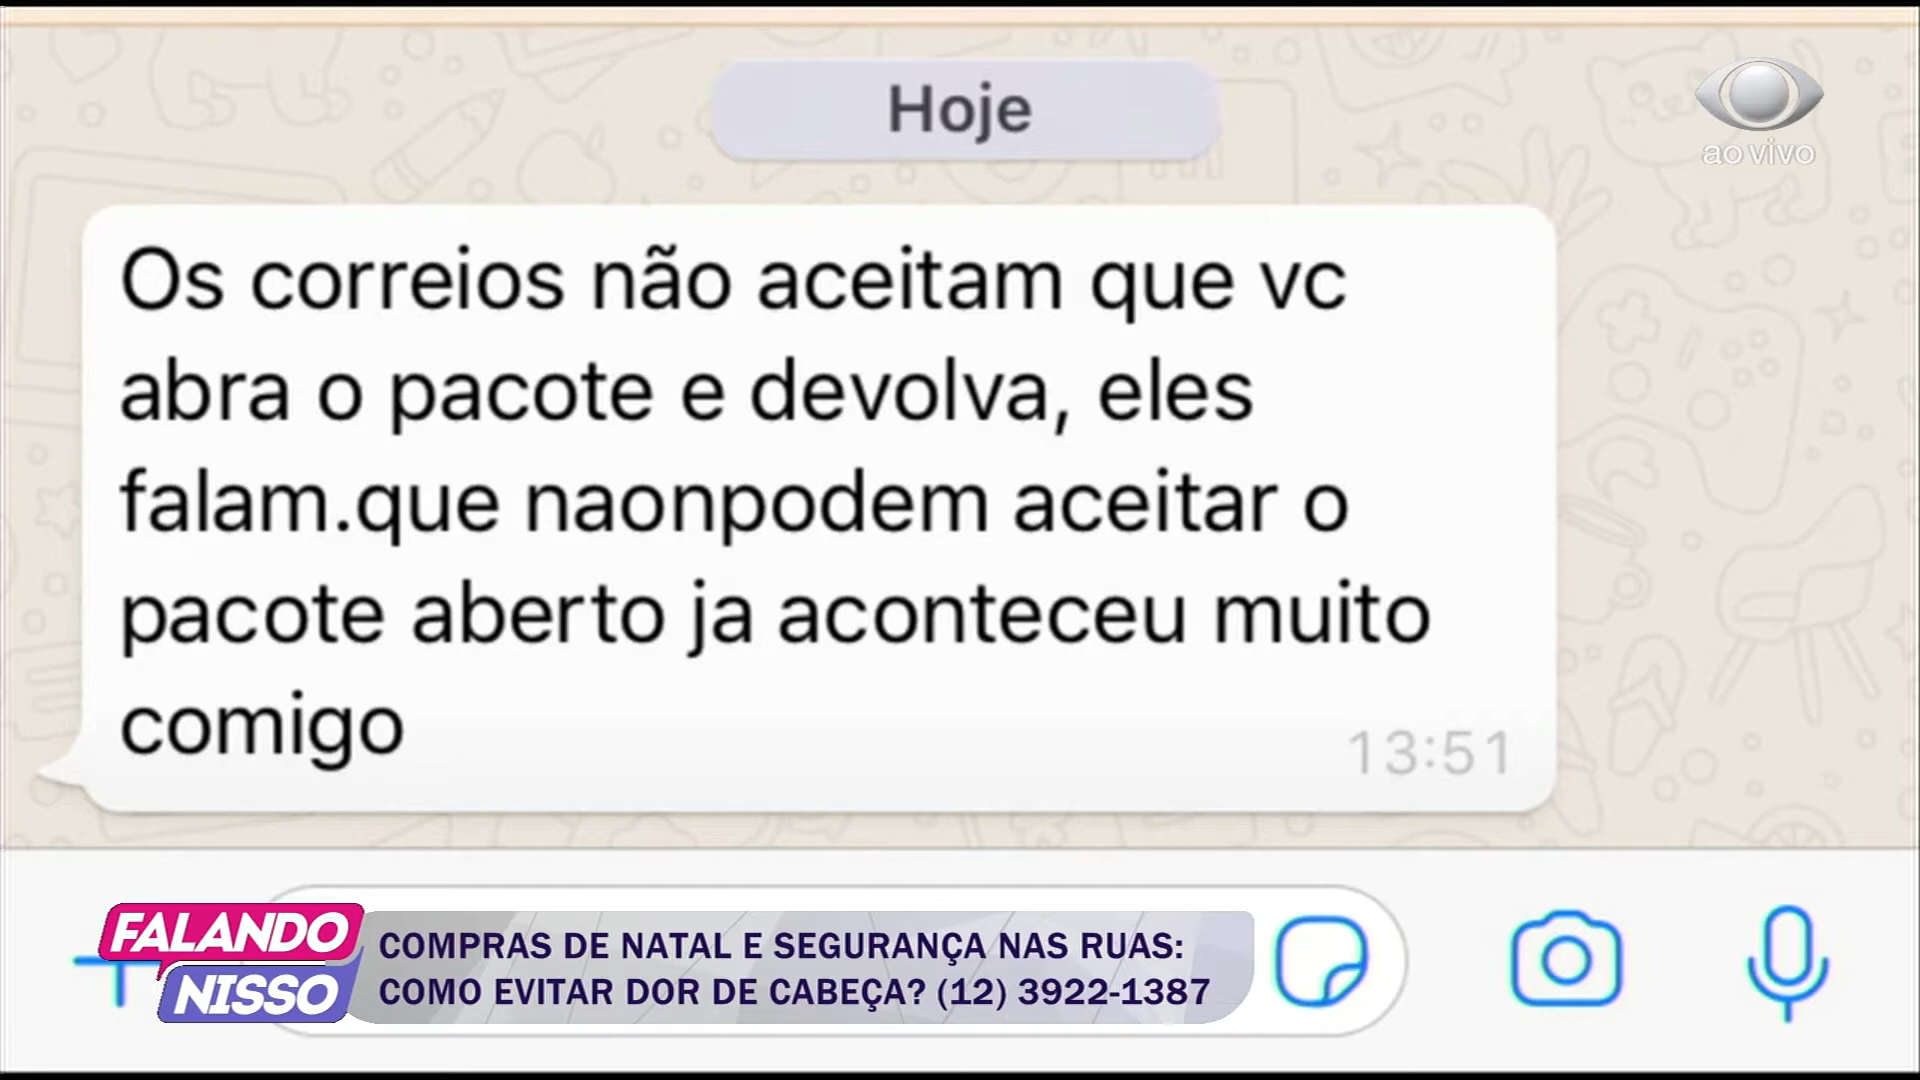 Hoje
ao vivo
Os correios não aceitam que vc
abra o pacote e devolva, eles
falam.que naonpodem aceitar o
pacote aberto ja aconteceu muito
comigo
13:51
FALANDO
NISSO
COMPRAS DE NATAL E SEGURANÇA NAS RUAS:
COMO EVITAR DOR DE CABEÇA? (12) 3922-1387